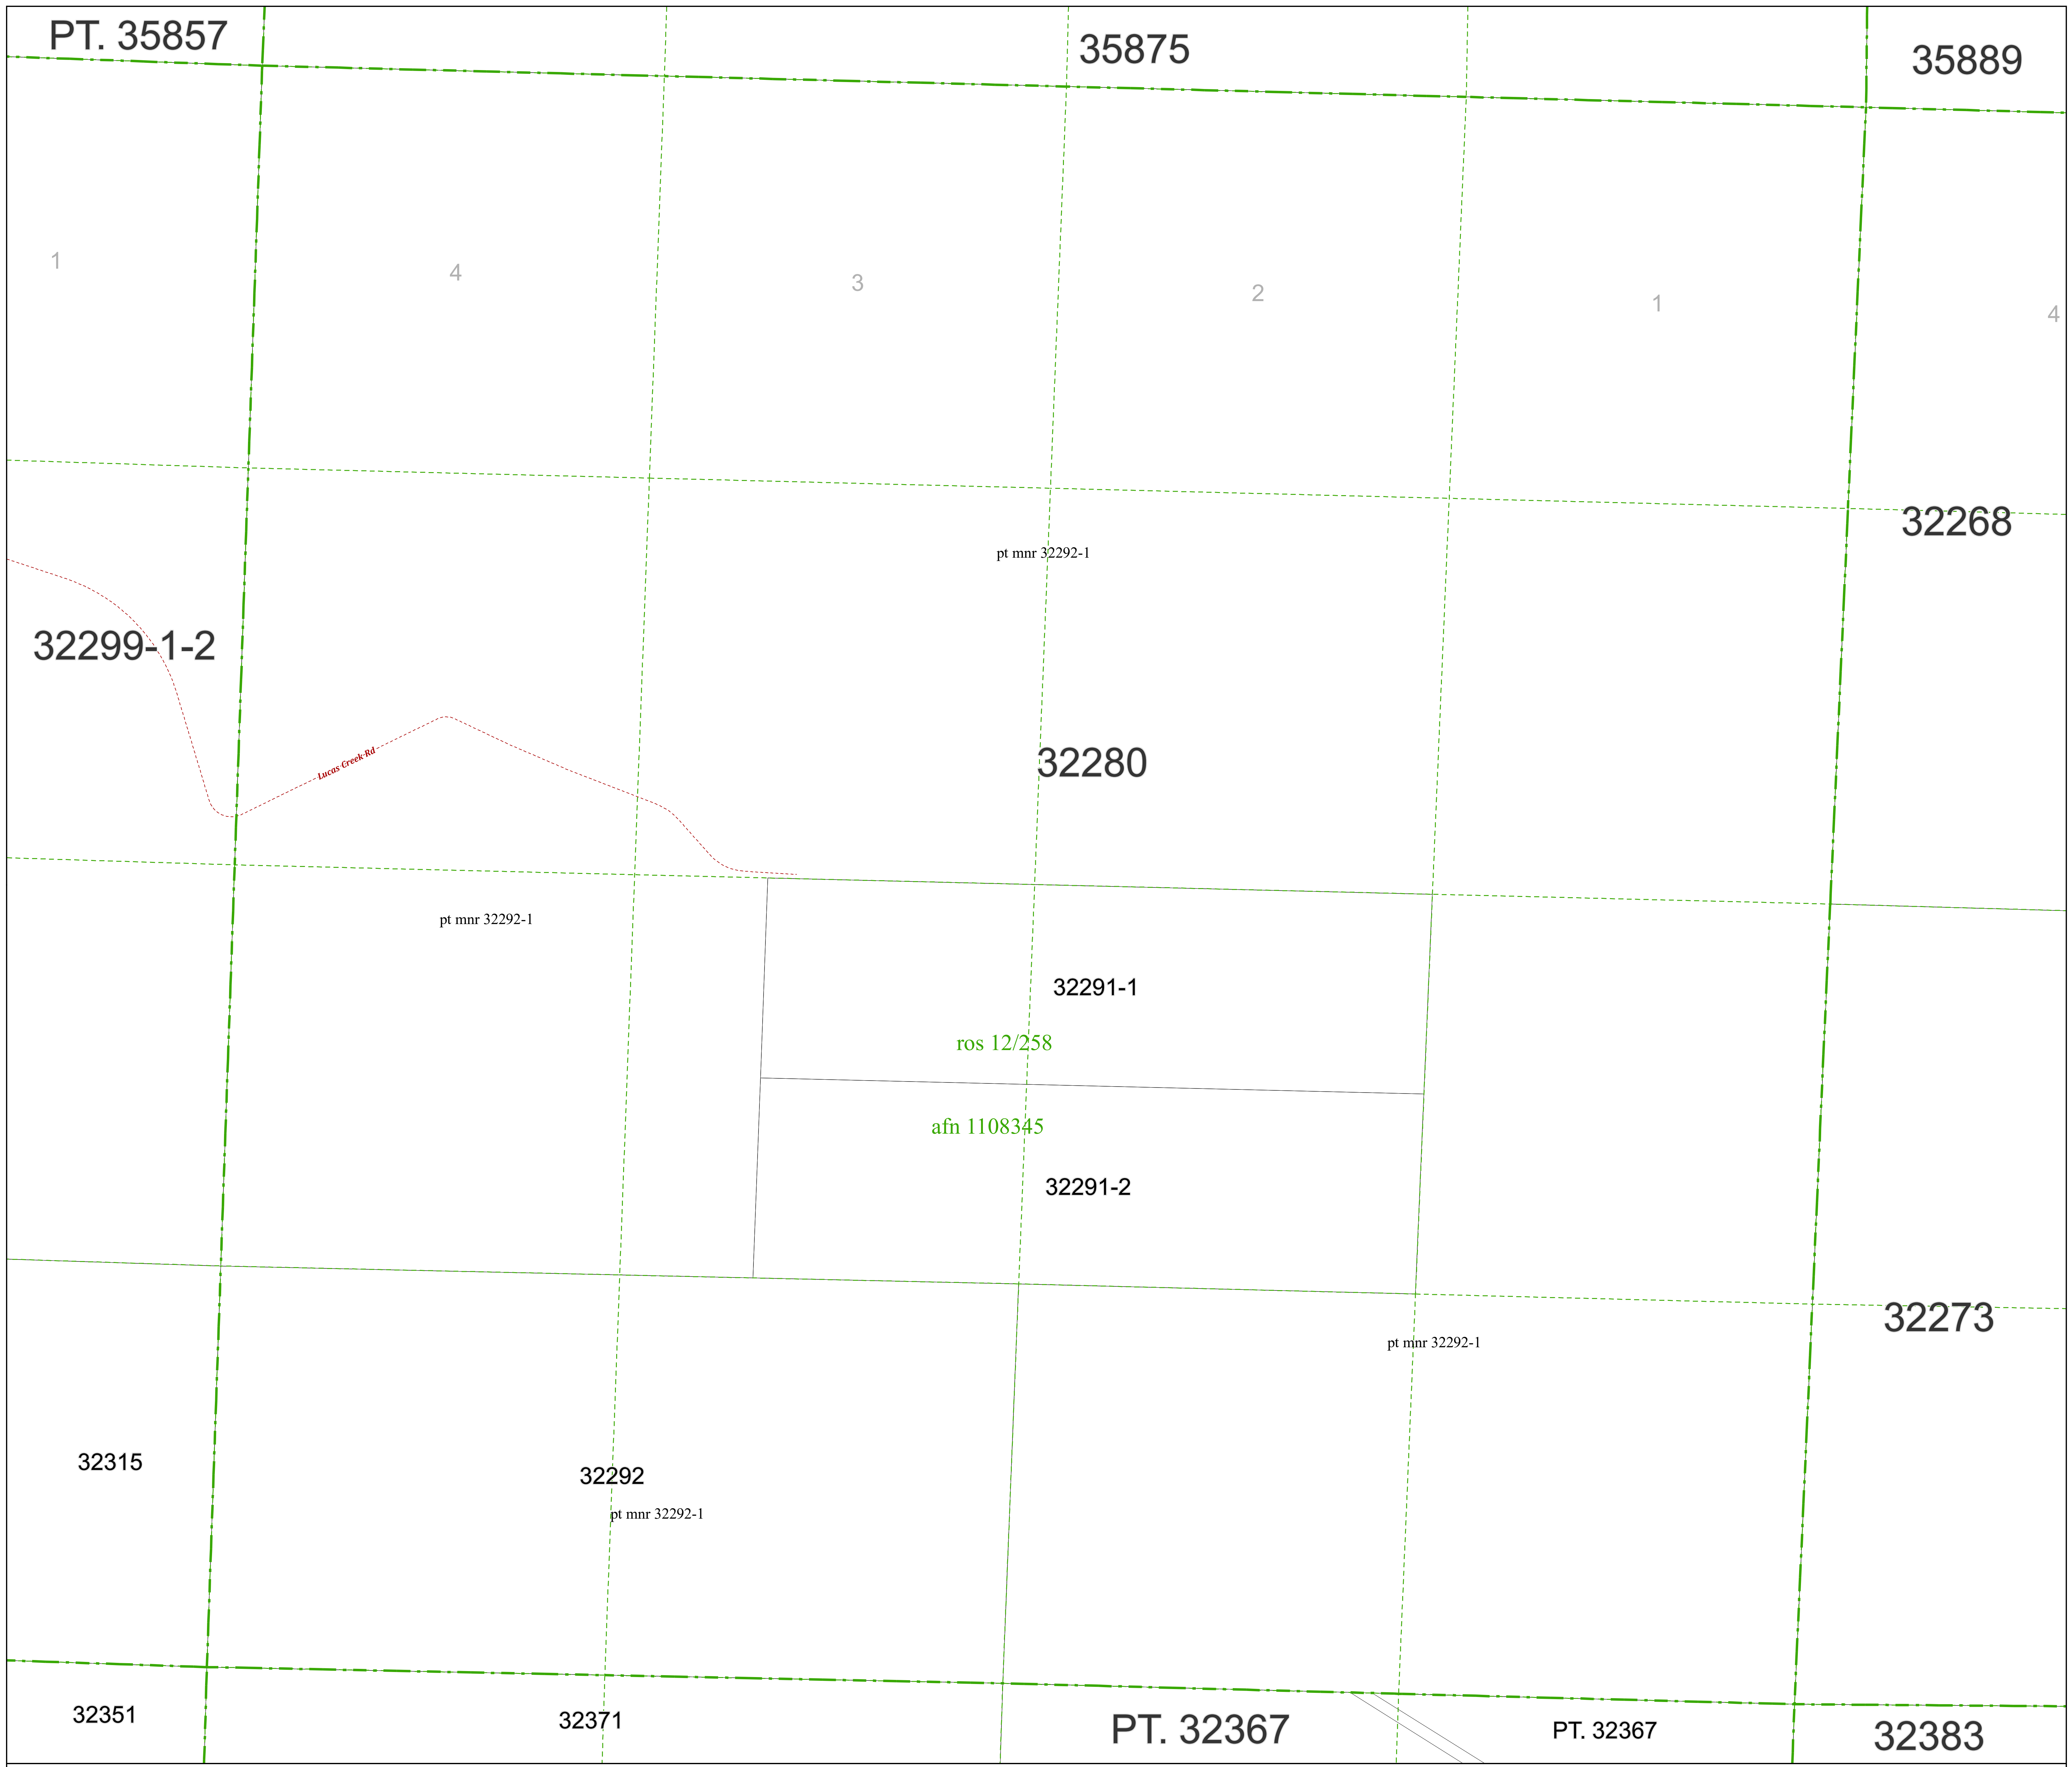 PT. 35857
35875
35889
1
4
3
2
1
4
32268
pt mnr 32292-1
32299-1-2
Lucas Creek Rd
32280
pt mnr 32292-1
32291-1
ros 12/258
afn 1108345
32291-2
32273
pt mnr 32292-1
32315
32292
pt mnr 32292-1
32351
32371
PT. 32367
PT. 32367
32383